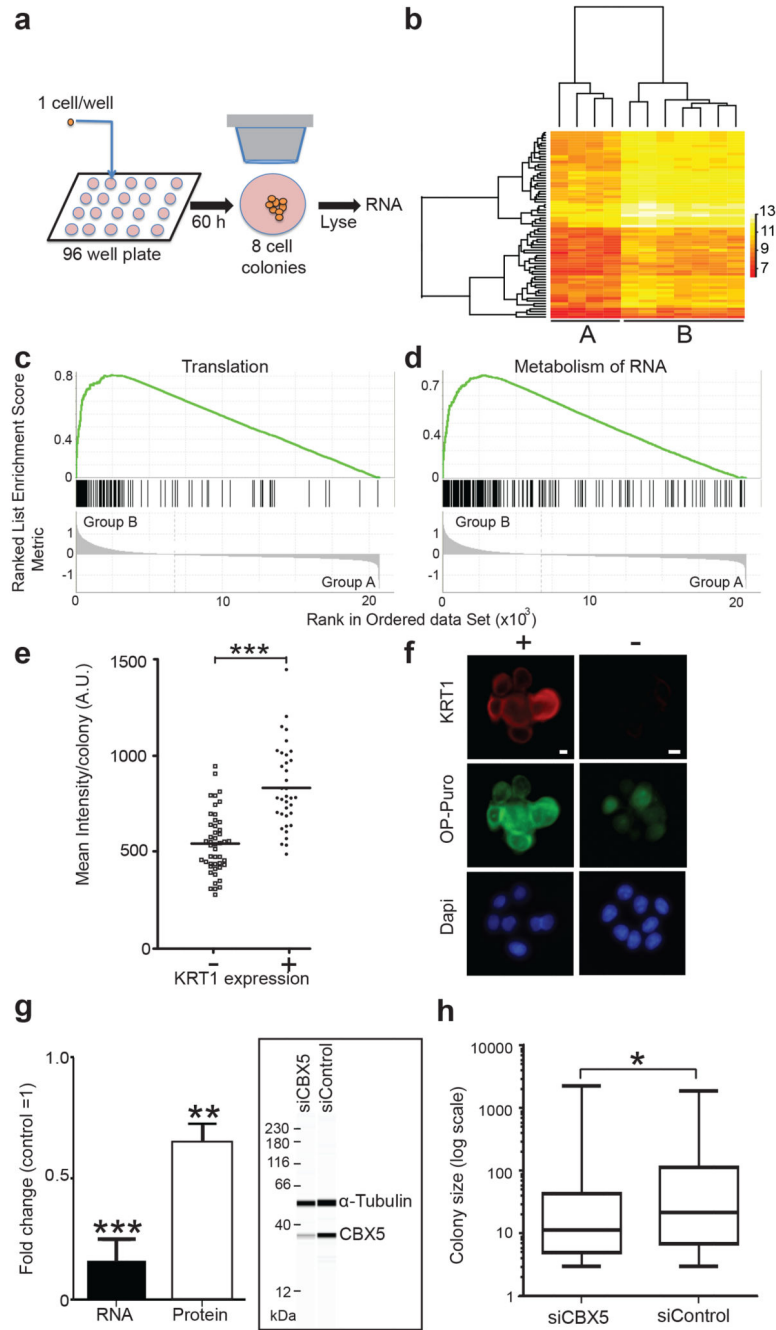 a
1 cell/well
96 well plate
60 h
8 cell
colonies
Lyse
RNA
b
13
11
9
7
A
B
c
Translation
0.8
0.4
0
Ranked List Enrichment Score
Metric
1
0
-1
Group B
Group A
0
10
20
d
Metabolism of RNA
0.7
0.4
0
1
0
-1
Group B
Group A
0
10
20
Rank in Ordered data Set (x10³)
e
Mean Intensity/colony (A.U.)
1500
1000
500
0
***
- +
KRT1 expression
f
+ -
KRT1
OP-Puro
Dapi
g
Fold change (control =1)
1.0
0.5
0
***
**
RNA
Protein
siCBX5
siControl
230
180
116
66
40
12
kDa
α-Tubulin
CBX5
h
Colony size (log scale)
10000
1000
100
10
1
*
siCBX5
siControl